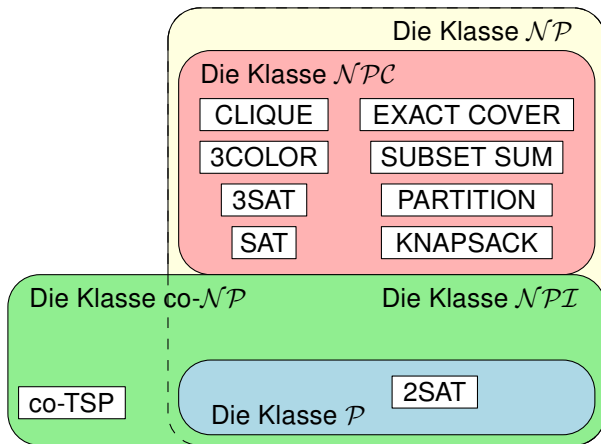 Die Klasse NP
Die Klasse NPC
CLIQUE EXACT COVER
3COLOR SUBSET SUM
3SAT PARTITION
SAT KNAPSACK
Die Klasse co-NP Die Klasse NPI
co-TSP 2SAT
Die Klasse P